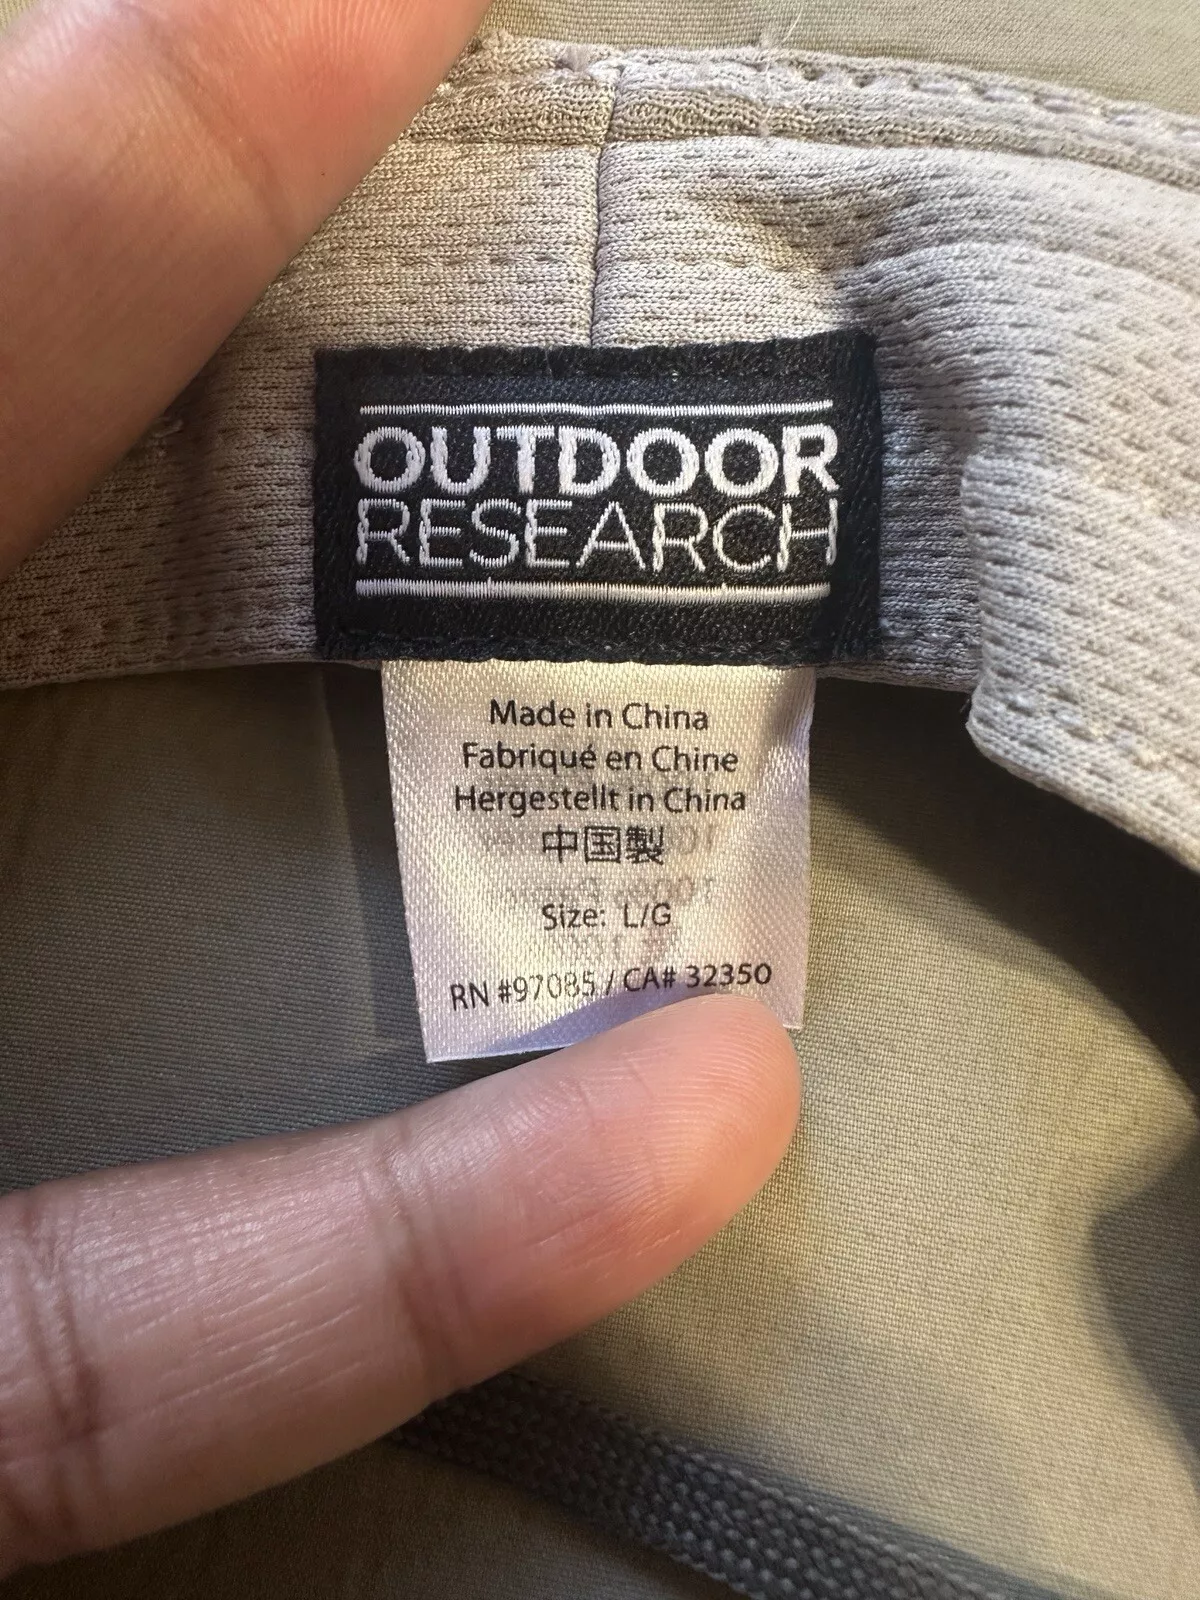 OUTDOOR
RESEARCH
Made in China
Fabriqué en Chine
Hergestellt in China
中国製
Size: L/G
RN #97085 / CA# 32350